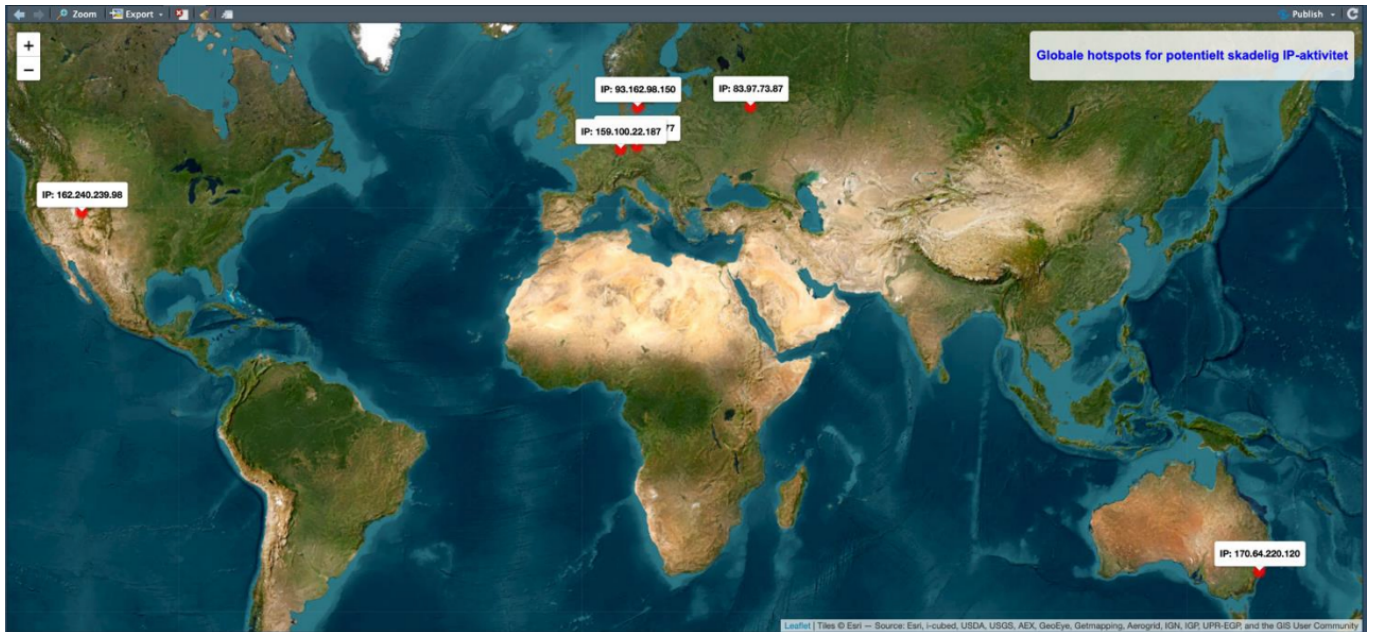 Zoom Export Publish
+
−
Globale hotspots for potentielt skadelig IP-aktivitet
IP: 93.162.98.150
IP: 83.97.73.87
IP: 159.100.22.187
77
IP: 162.240.239.98
IP: 170.64.220.120
Leaflet | Tiles © Esri — Source: Esri, i-cubed, USDA, USGS, AEX, GeoEye, Getmapping, Aerogrid, IGN, IGP, UPR-EGP, and the GIS User Community